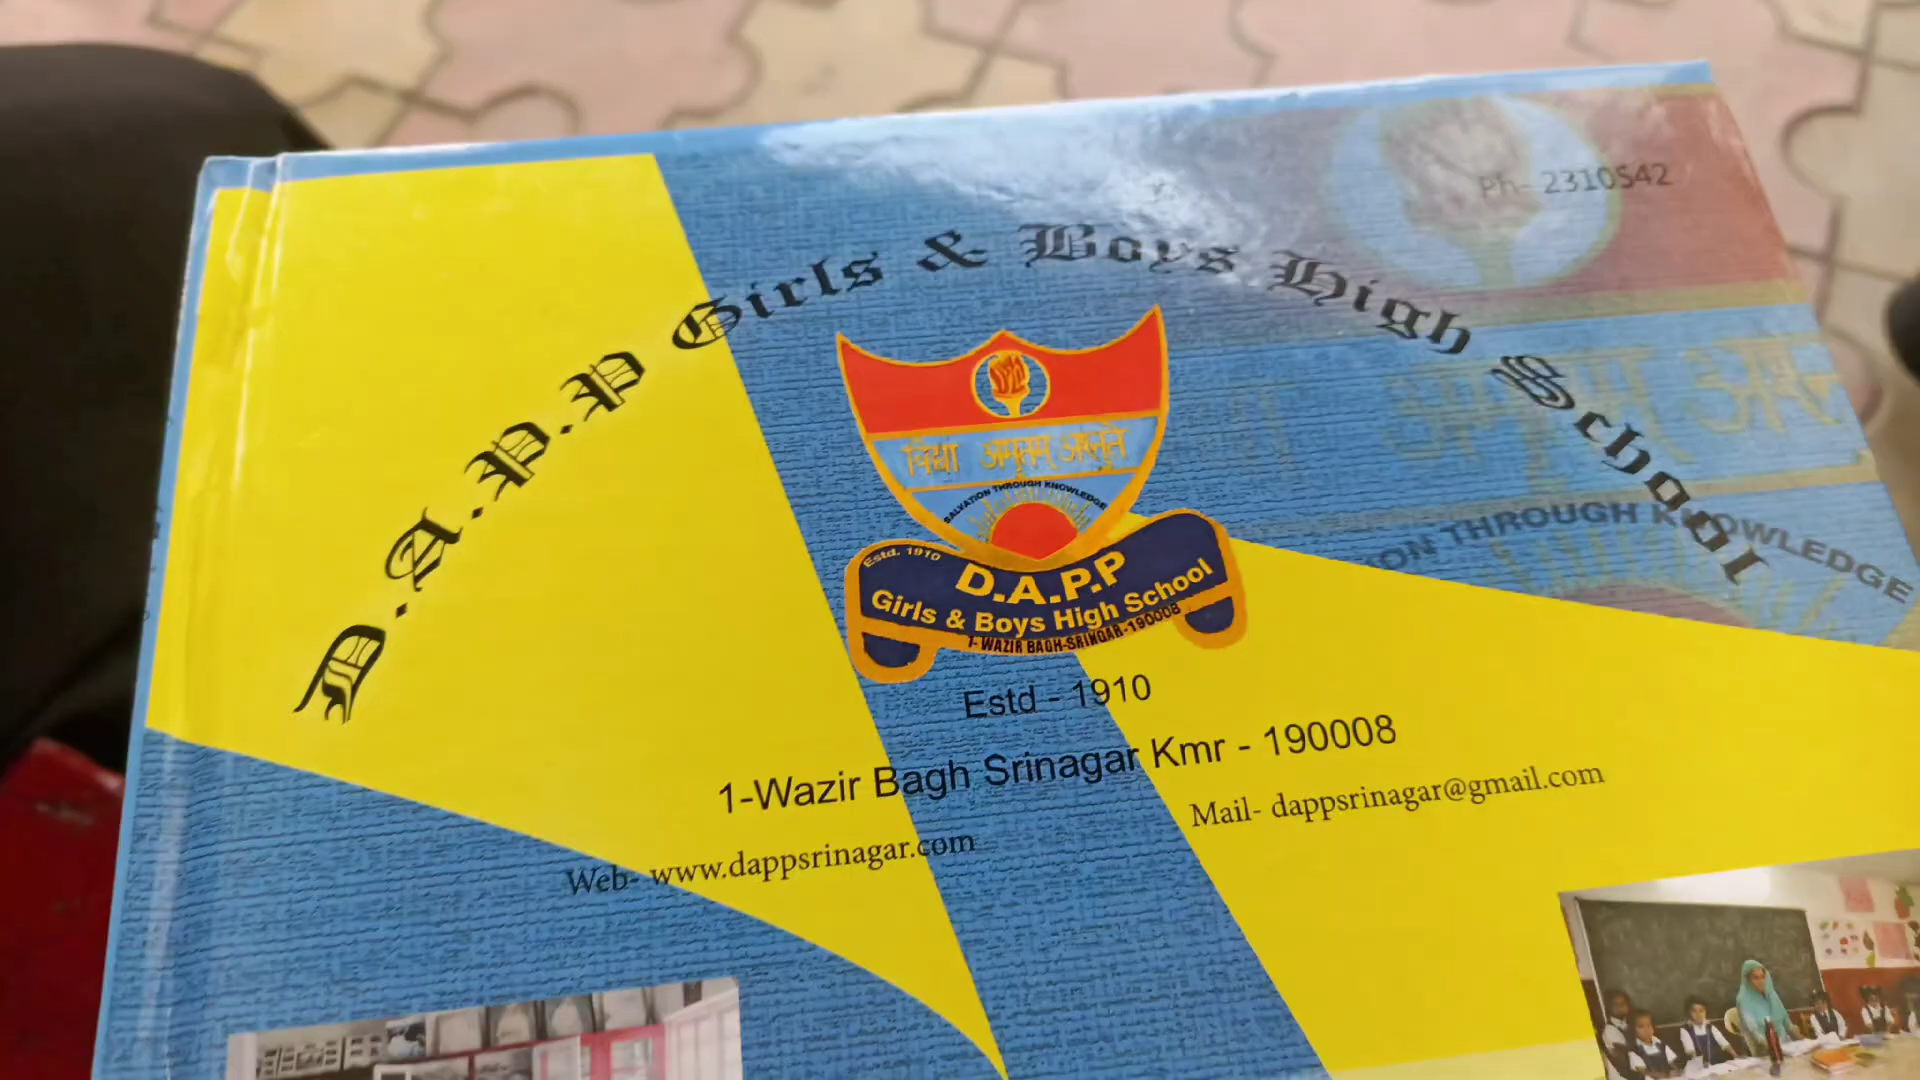 Ph- 2310542
D.A.P.P Girls & Boys High School
विद्या अमृतम् अश्नुते
SALVATION THROUGH KNOWLEDGE
Estd. 1910
D.A.P.P
Girls & Boys High School
1-WAZIR BAGH-SRINGAR-190008
ON THROUGH KNOWLEDGE
Estd - 1910
1-Wazir Bagh Srinagar Kmr - 190008
Web- www.dappsrinagar.com
Mail- dappsrinagar@gmail.com